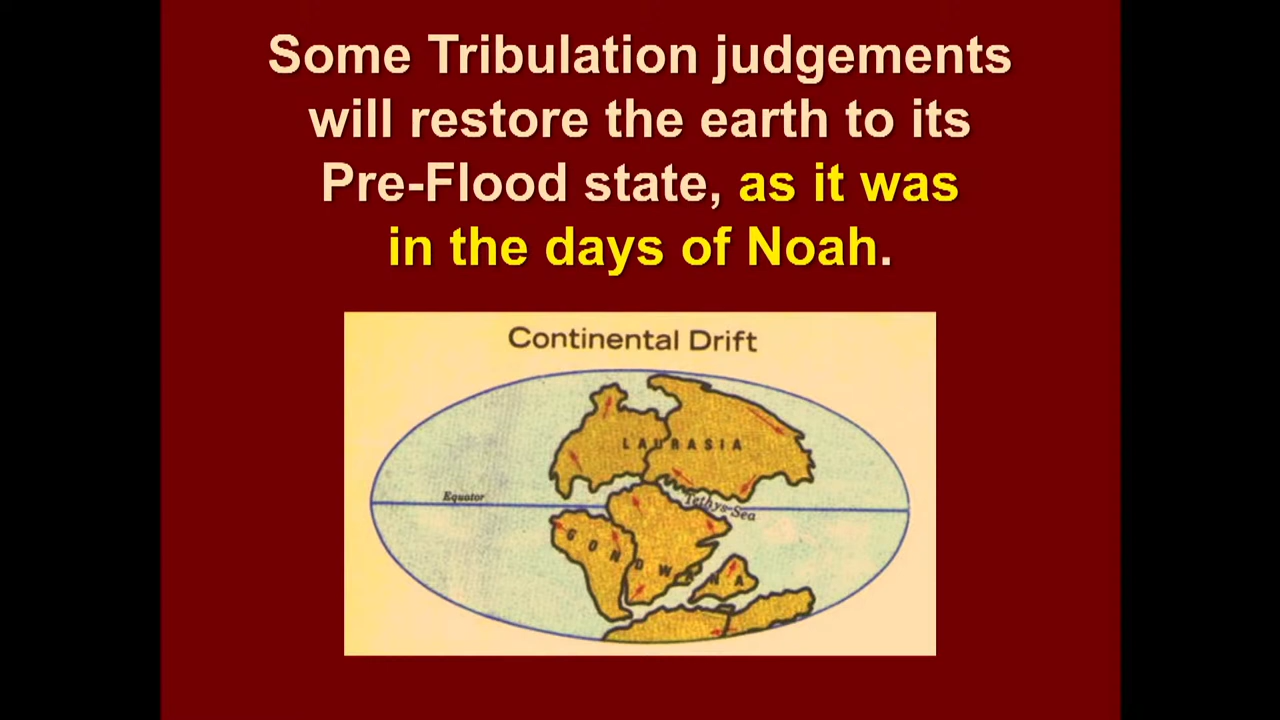 Some Tribulation judgements
will restore the earth to its
Pre-Flood state, as it was
in the days of Noah.
Continental Drift
LAURASIA
Equator
Tethys Sea
GONDWANA